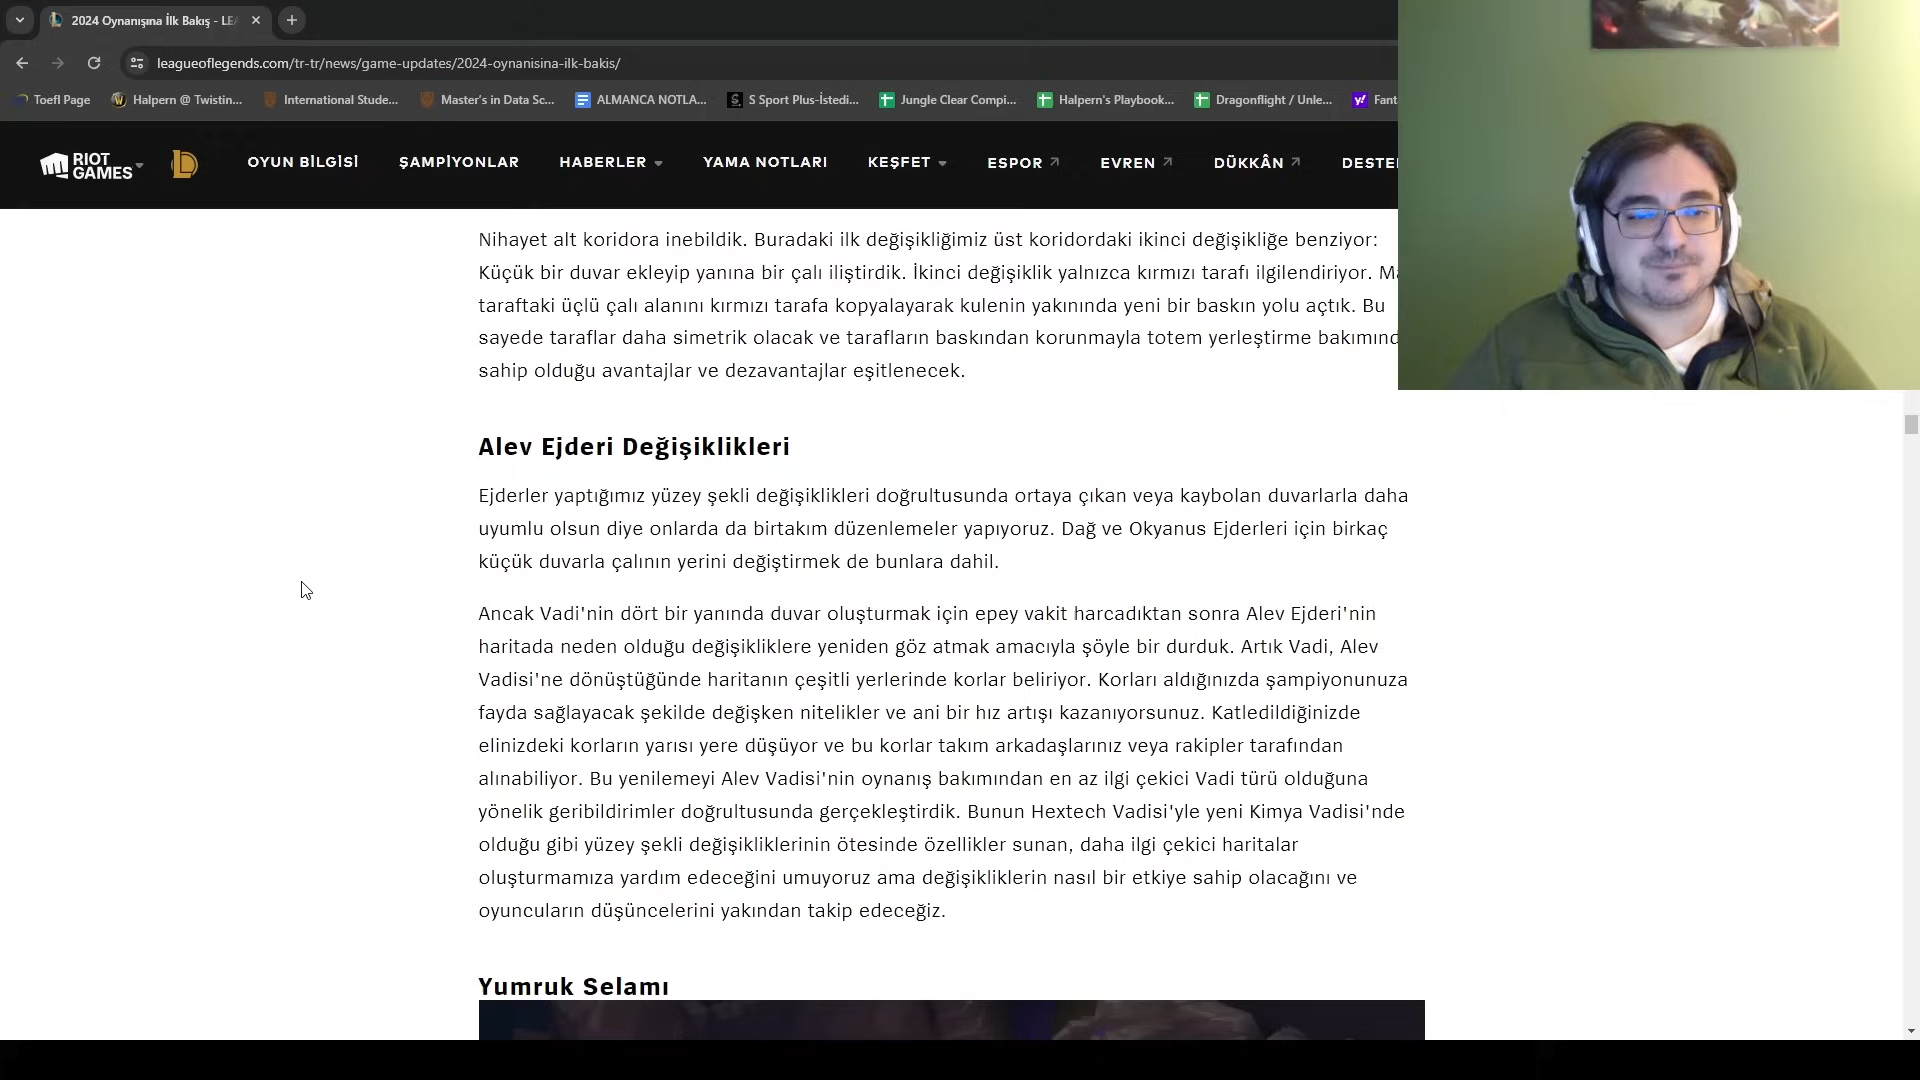 2024 Oynanışına İlk Bakış - LEA
leagueoflegends.com/tr-tr/news/game-updates/2024-oynanisina-ilk-bakis/
Toefl Page
Halpern @ Twistin...
International Stude...
Master's in Data Sc...
ALMANCA NOTLA...
S Sport Plus-İstedi...
Jungle Clear Compi...
Halpern's Playbook...
Dragonflight / Unle...
Fant
RIOT
GAMES
OYUN BİLGİSİ
ŞAMPİYONLAR
HABERLER
YAMA NOTLARI
KEŞFET
ESPOR
EVREN
DÜKKÂN
DESTE
Nihayet alt koridora inebildik. Buradaki ilk değişikliğimiz üst koridordaki ikinci değişikliğe benziyor:
Küçük bir duvar ekleyip yanına bir çalı iliştirdik. İkinci değişiklik yalnızca kırmızı tarafı ilgilendiriyor. Ma
taraftaki üçlü çalı alanını kırmızı tarafa kopyalayarak kulenin yakınında yeni bir baskın yolu açtık. Bu
sayede taraflar daha simetrik olacak ve tarafların baskından korunmayla totem yerleştirme bakımınd
sahip olduğu avantajlar ve dezavantajlar eşitlenecek.
Alev Ejderi Değişiklikleri
Ejderler yaptığımız yüzey şekli değişiklikleri doğrultusunda ortaya çıkan veya kaybolan duvarlarla daha
uyumlu olsun diye onlarda da birtakım düzenlemeler yapıyoruz. Dağ ve Okyanus Ejderleri için birkaç
küçük duvarla çalının yerini değiştirmek de bunlara dahil.
Ancak Vadi'nin dört bir yanında duvar oluşturmak için epey vakit harcadıktan sonra Alev Ejderi'nin
haritada neden olduğu değişikliklere yeniden göz atmak amacıyla şöyle bir durduk. Artık Vadi, Alev
Vadisi'ne dönüştüğünde haritanın çeşitli yerlerinde korlar beliriyor. Korları aldığınızda şampiyonunuza
fayda sağlayacak şekilde değişken nitelikler ve ani bir hız artışı kazanıyorsunuz. Katledildiğinizde
elinizdeki korların yarısı yere düşüyor ve bu korlar takım arkadaşlarınız veya rakipler tarafından
alınabiliyor. Bu yenilemeyi Alev Vadisi'nin oynanış bakımından en az ilgi çekici Vadi türü olduğuna
yönelik geribildirimler doğrultusunda gerçekleştirdik. Bunun Hextech Vadisi'yle yeni Kimya Vadisi'nde
olduğu gibi yüzey şekli değişikliklerinin ötesinde özellikler sunan, daha ilgi çekici haritalar
oluşturmamıza yardım edeceğini umuyoruz ama değişikliklerin nasıl bir etkiye sahip olacağını ve
oyuncuların düşüncelerini yakından takip edeceğiz.
Yumruk Selamı